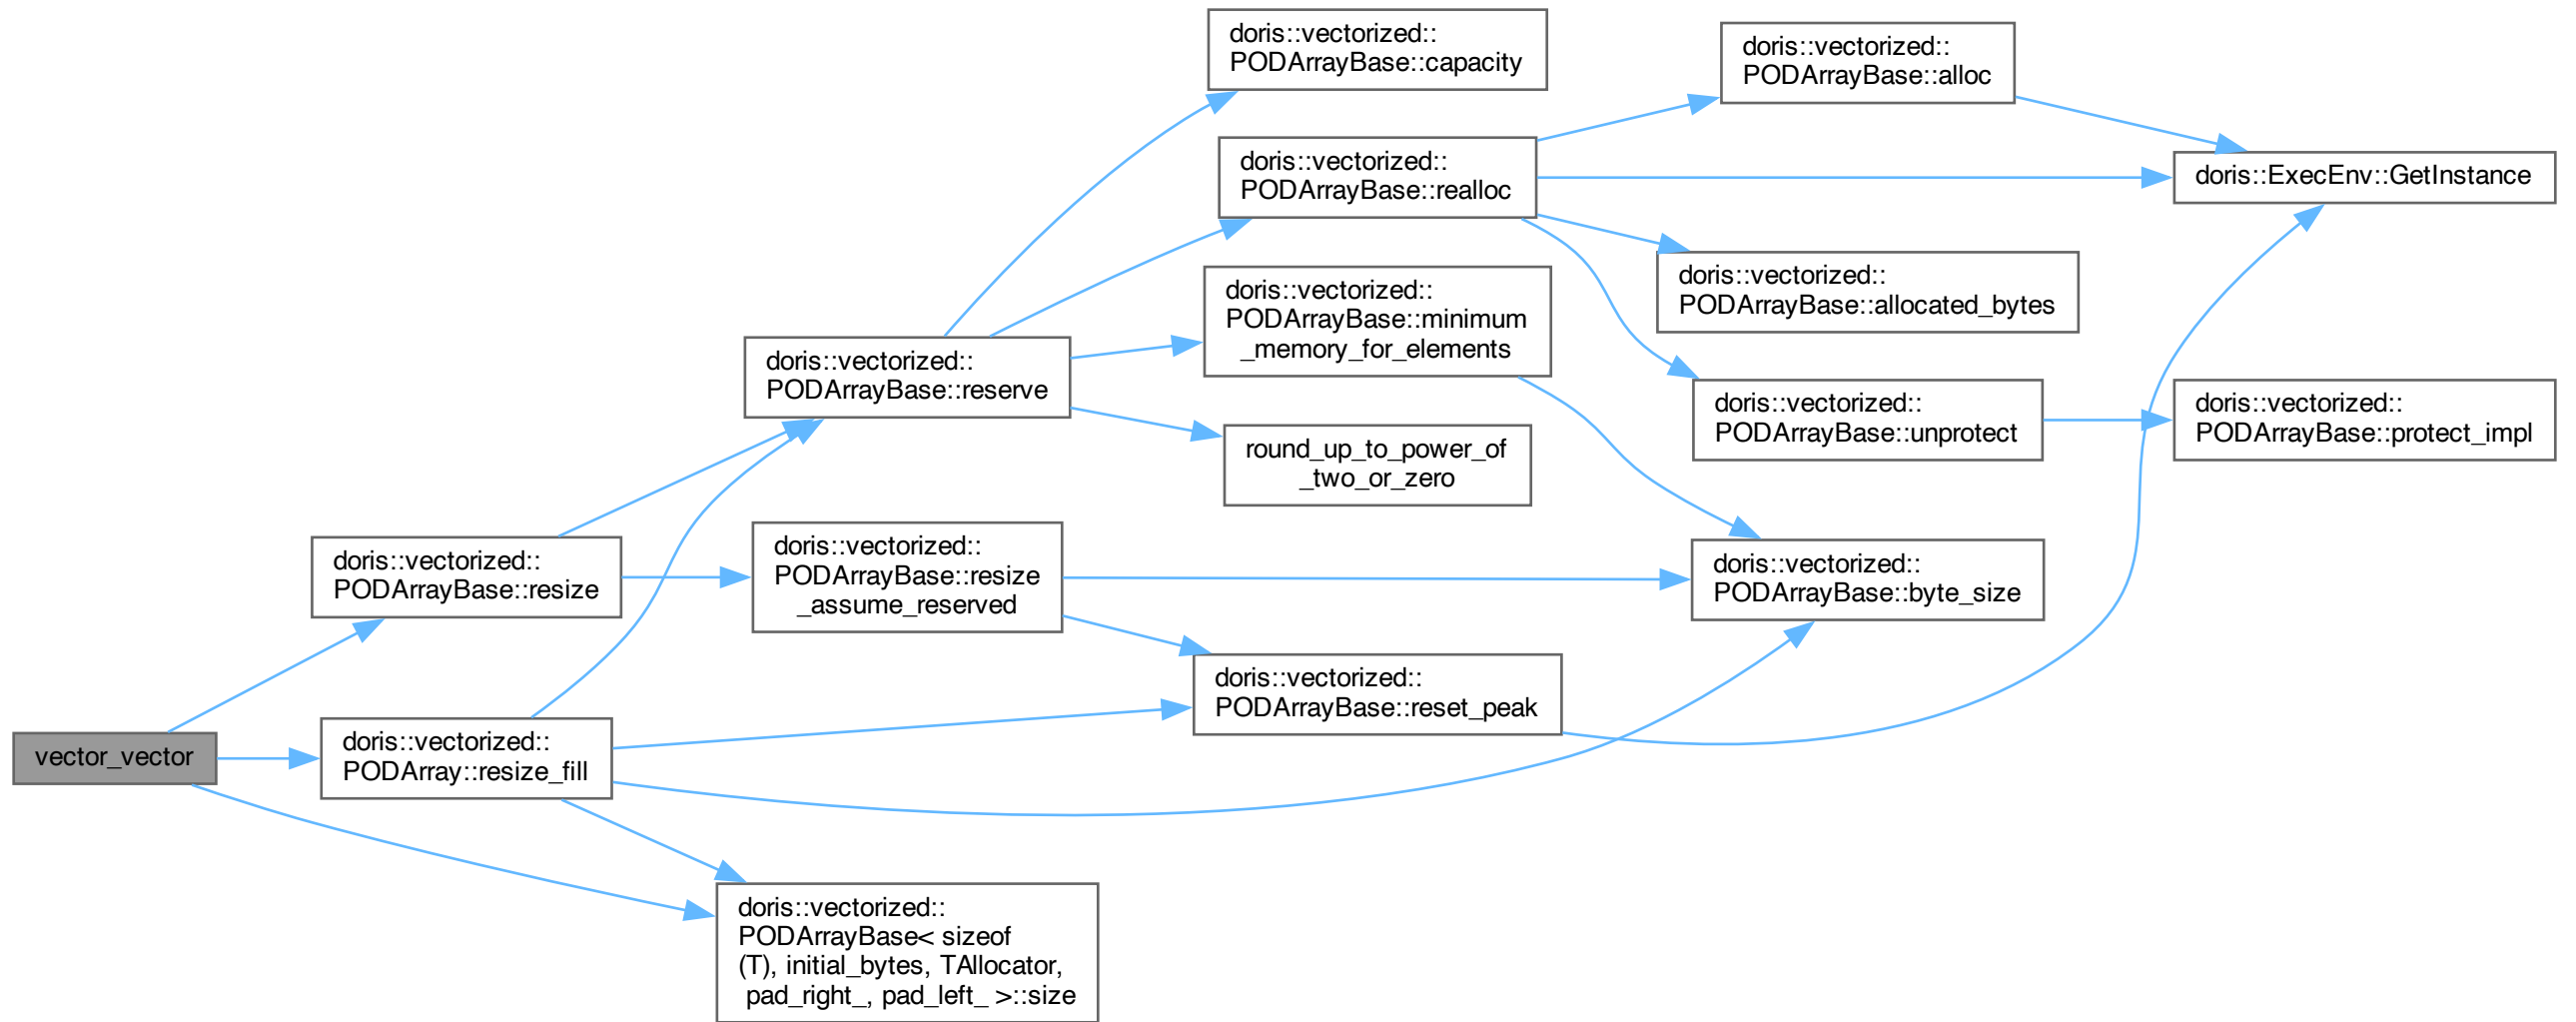 doris::vectorized::
PODArrayBase::capacity
doris::vectorized::
PODArrayBase::alloc
doris::vectorized::
PODArrayBase::realloc
doris::ExecEnv::GetInstance
doris::vectorized::
PODArrayBase::allocated_bytes
doris::vectorized::
PODArrayBase::minimum
_memory_for_elements
doris::vectorized::
PODArrayBase::reserve
doris::vectorized::
PODArrayBase::unprotect
doris::vectorized::
PODArrayBase::protect_impl
round_up_to_power_of
_two_or_zero
doris::vectorized::
PODArrayBase::resize
doris::vectorized::
PODArrayBase::resize
_assume_reserved
doris::vectorized::
PODArrayBase::byte_size
doris::vectorized::
PODArrayBase::reset_peak
vector_vector
doris::vectorized::
PODArray::resize_fill
doris::vectorized::
PODArrayBase< sizeof
(T), initial_bytes, TAllocator,
pad_right_, pad_left_ >::size